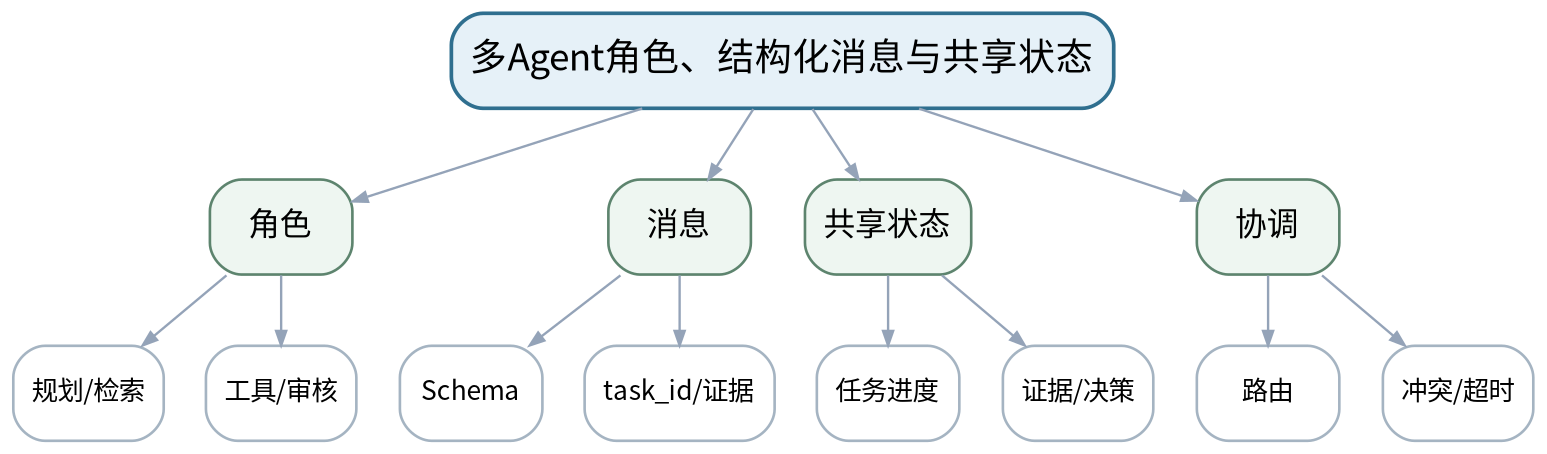 多Agent角色、结构化消息与共享状态
角色
消息
共享状态
协调
规划/检索
工具/审核
Schema
task_id/证据
任务进度
证据/决策
路由
冲突/超时